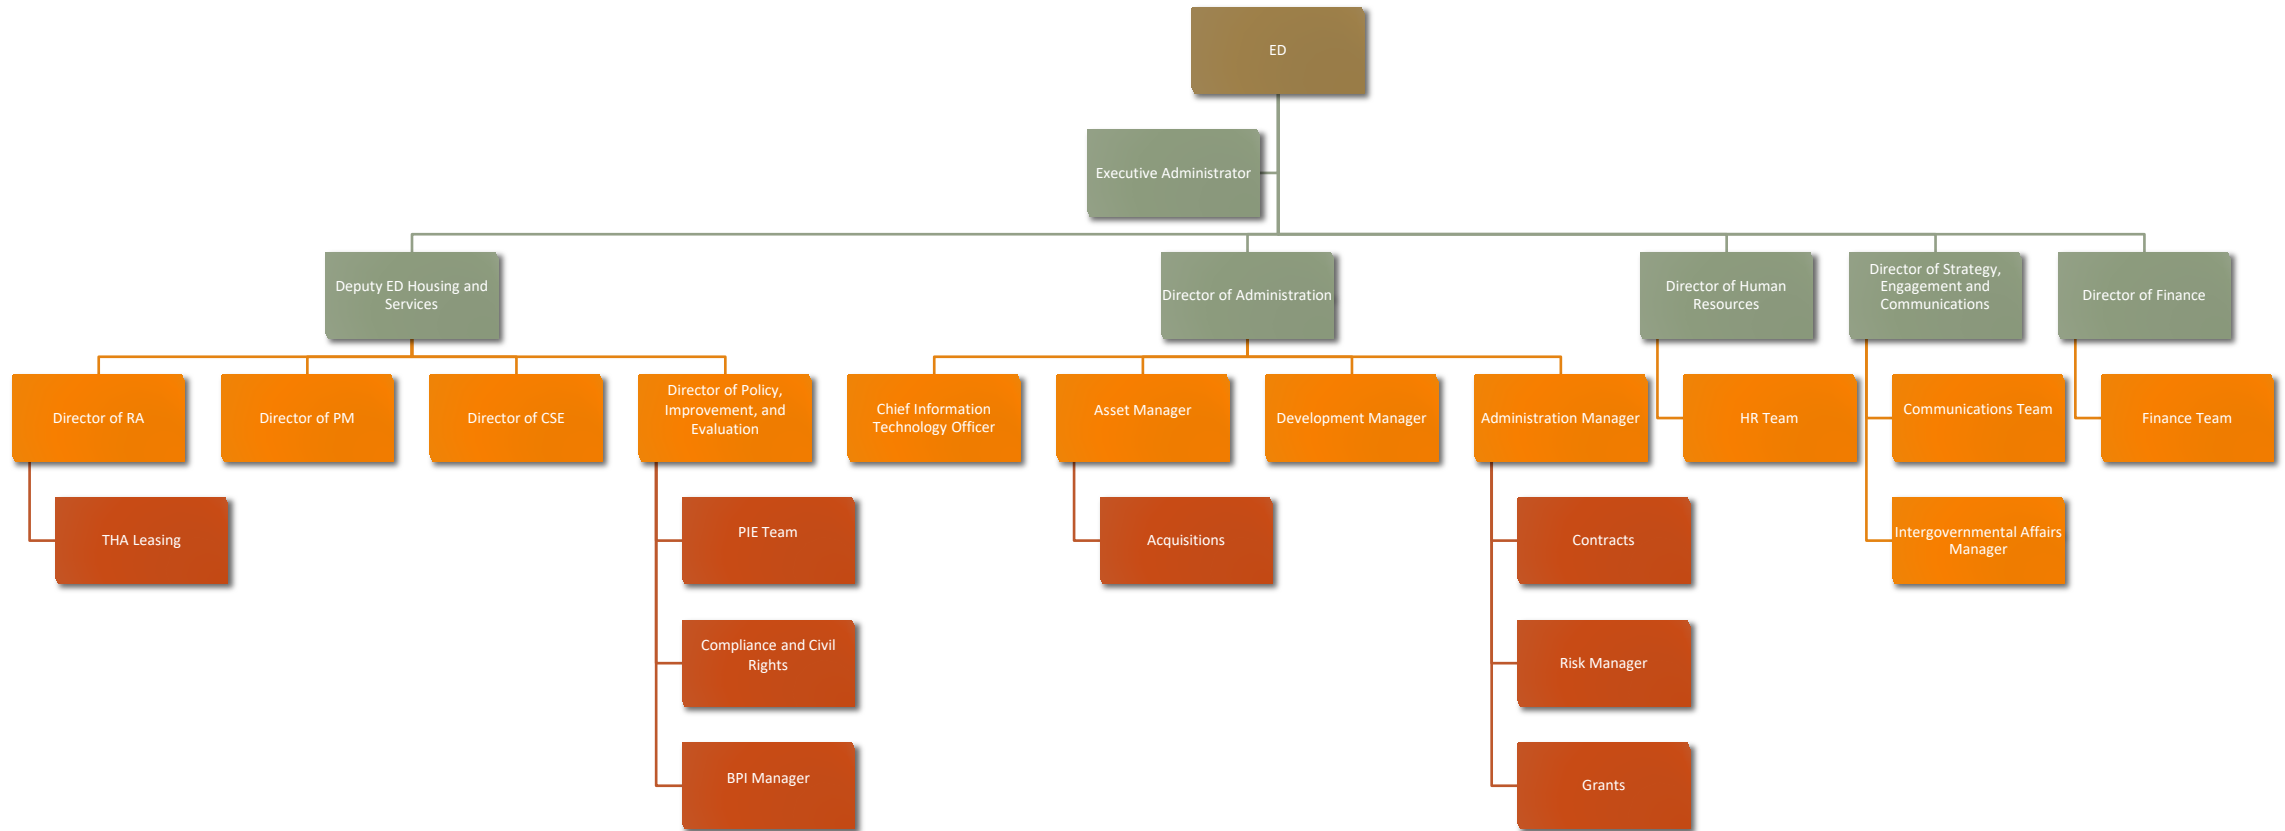 ED
Executive Administrator
Deputy ED Housing and
Services
Director of Administration
Director of Human
Resources
Director of Strategy,
Engagement and
Communications
Director of Finance
Director of RA
Director of PM
Director of CSE
Director of Policy,
Improvement, and
Evaluation
Chief Information
Technology Officer
Asset Manager
Development Manager
Administration Manager
HR Team
Communications Team
Finance Team
THA Leasing
PIE Team
Acquisitions
Contracts
Intergovernmental Affairs
Manager
Compliance and Civil
Rights
Risk Manager
BPI Manager
Grants